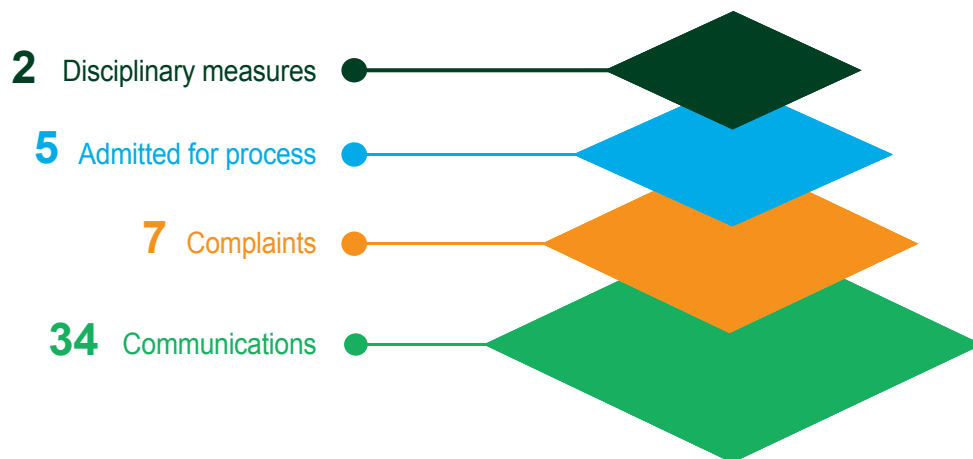 2 Disciplinary measures
5 Admitted for process
7 Complaints
34 Communications